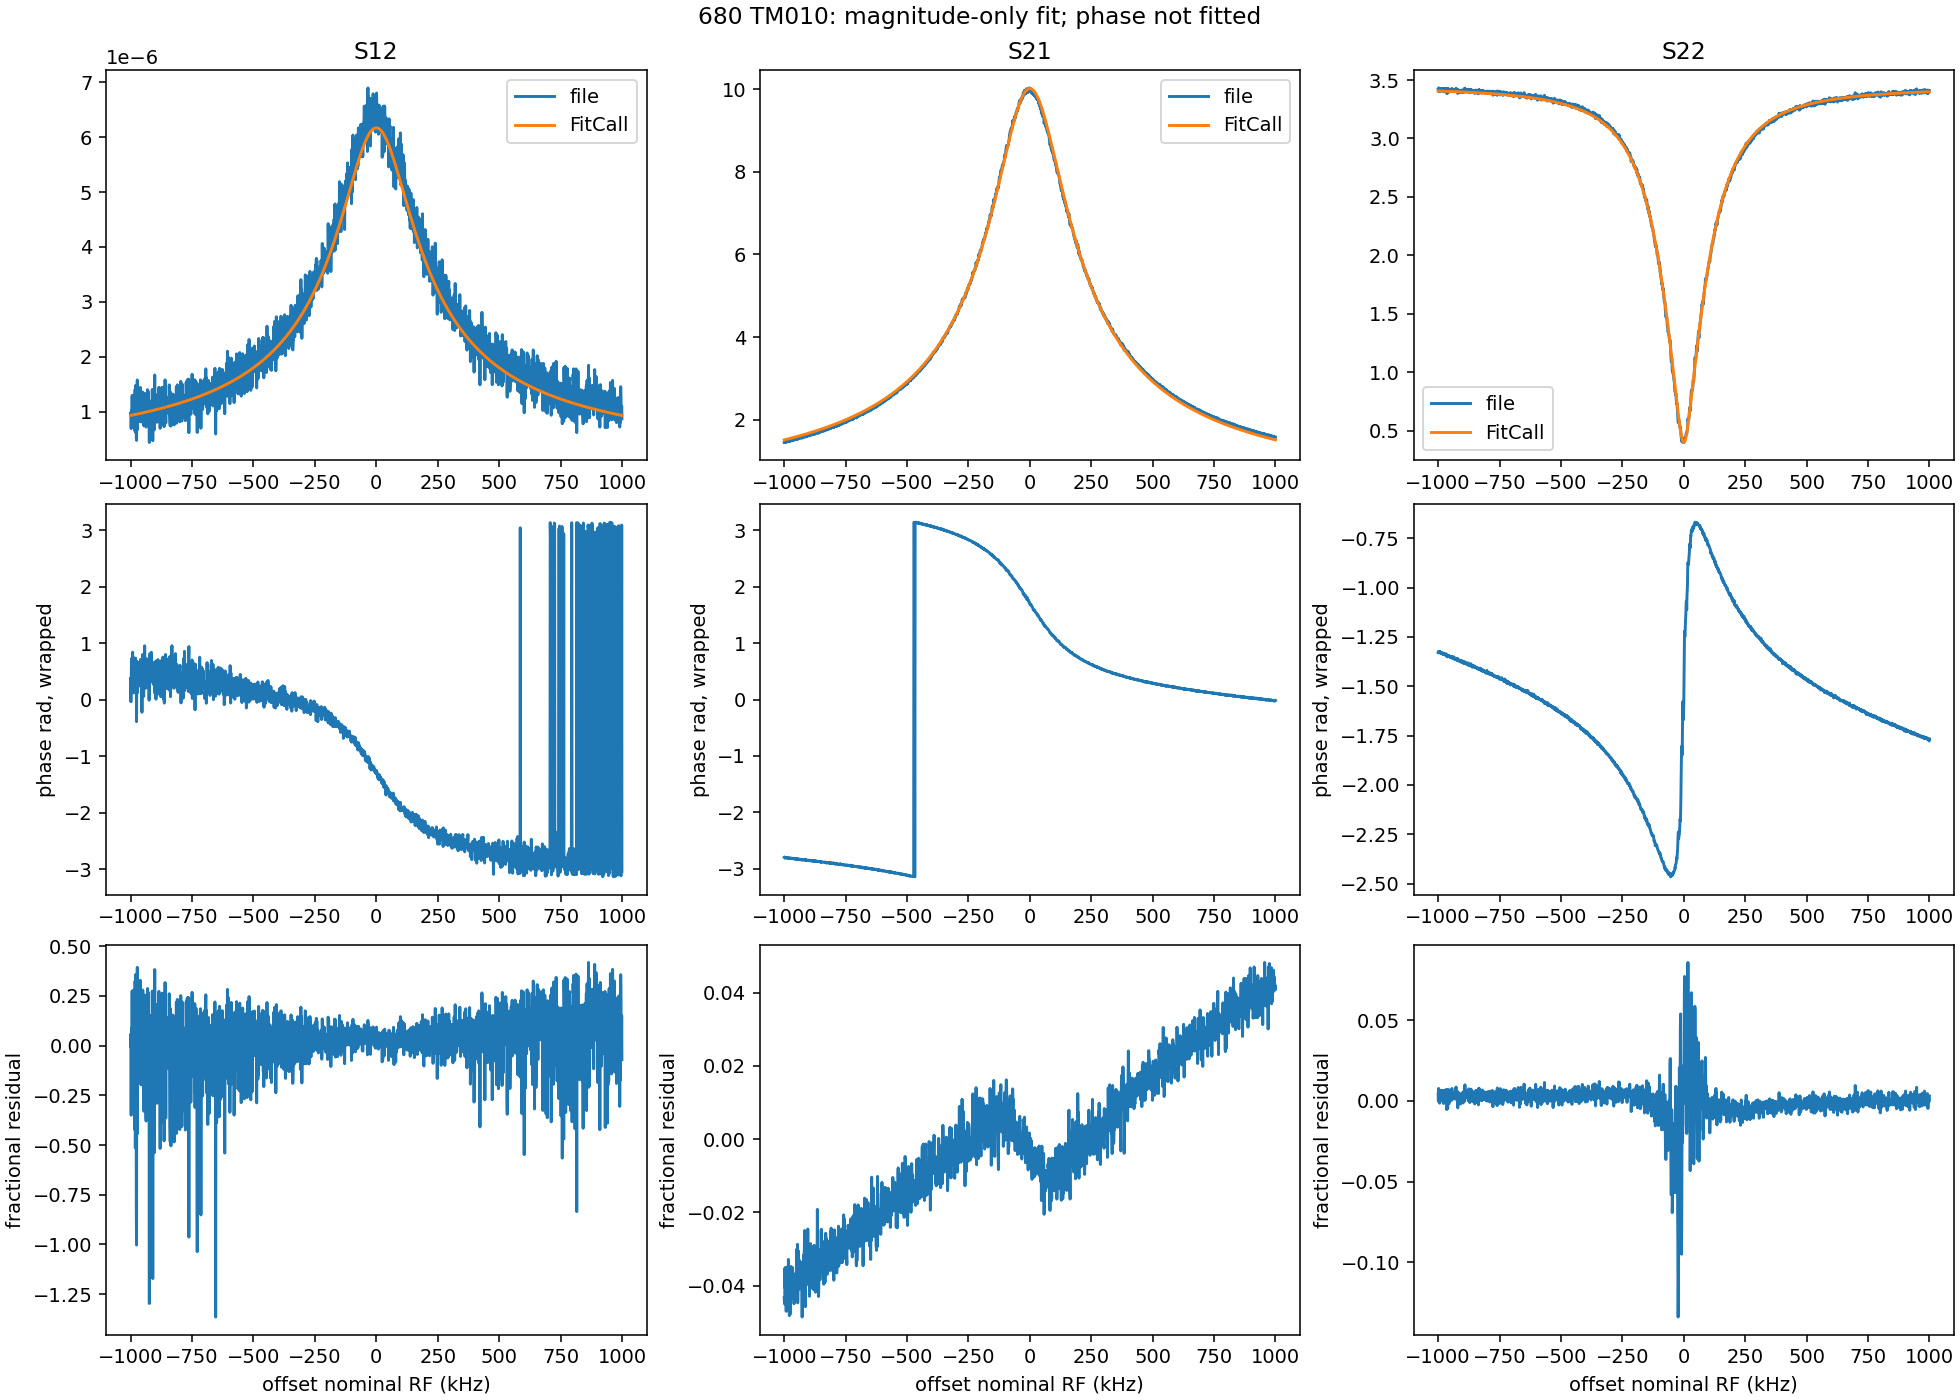 680 TM010: magnitude-only fit; phase not fitted
S12
S21
S22
1e−6
7
6
5
4
3
2
1
file
FitCall
−1000 −750 −500 −250 0 250 500 750 1000
10
8
6
4
2
file
FitCall
−1000 −750 −500 −250 0 250 500 750 1000
3.5
3.0
2.5
2.0
1.5
1.0
0.5
file
FitCall
−1000 −750 −500 −250 0 250 500 750 1000
phase rad, wrapped
3
2
1
0
−1
−2
−3
−1000 −750 −500 −250 0 250 500 750 1000
phase rad, wrapped
3
2
1
0
−1
−2
−3
−1000 −750 −500 −250 0 250 500 750 1000
phase rad, wrapped
−0.75
−1.00
−1.25
−1.50
−1.75
−2.00
−2.25
−2.50
−1000 −750 −500 −250 0 250 500 750 1000
fractional residual
0.50
0.25
0.00
−0.25
−0.50
−0.75
−1.00
−1.25
−1000 −750 −500 −250 0 250 500 750 1000
offset nominal RF (kHz)
fractional residual
0.04
0.02
0.00
−0.02
−0.04
−1000 −750 −500 −250 0 250 500 750 1000
offset nominal RF (kHz)
fractional residual
0.05
0.00
−0.05
−0.10
−1000 −750 −500 −250 0 250 500 750 1000
offset nominal RF (kHz)